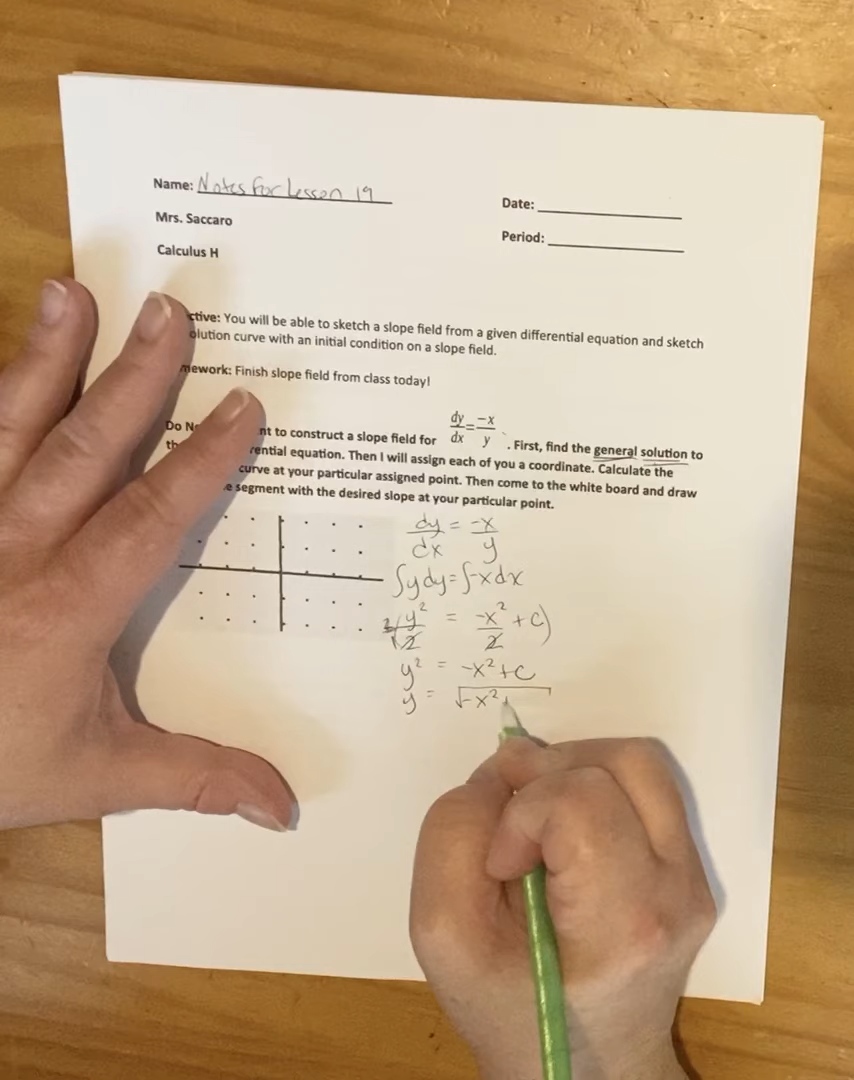 Name: Notes for Lesson 19
Date:
Mrs. Saccaro
Period:
Calculus H
ctive: You will be able to sketch a slope field from a given differential equation and sketch
olution curve with an initial condition on a slope field.
mework: Finish slope field from class today!
Do N nt to construct a slope field for dy/dx = -x/y . First, find the general solution to
th rential equation. Then I will assign each of you a coordinate. Calculate the
curve at your particular assigned point. Then come to the white board and draw
e segment with the desired slope at your particular point.
dy/dx = -x/y
∫ydy = ∫-xdx
2(y²/2 = -x²/2 + C)
y² = -x² + C
y = √-x² +